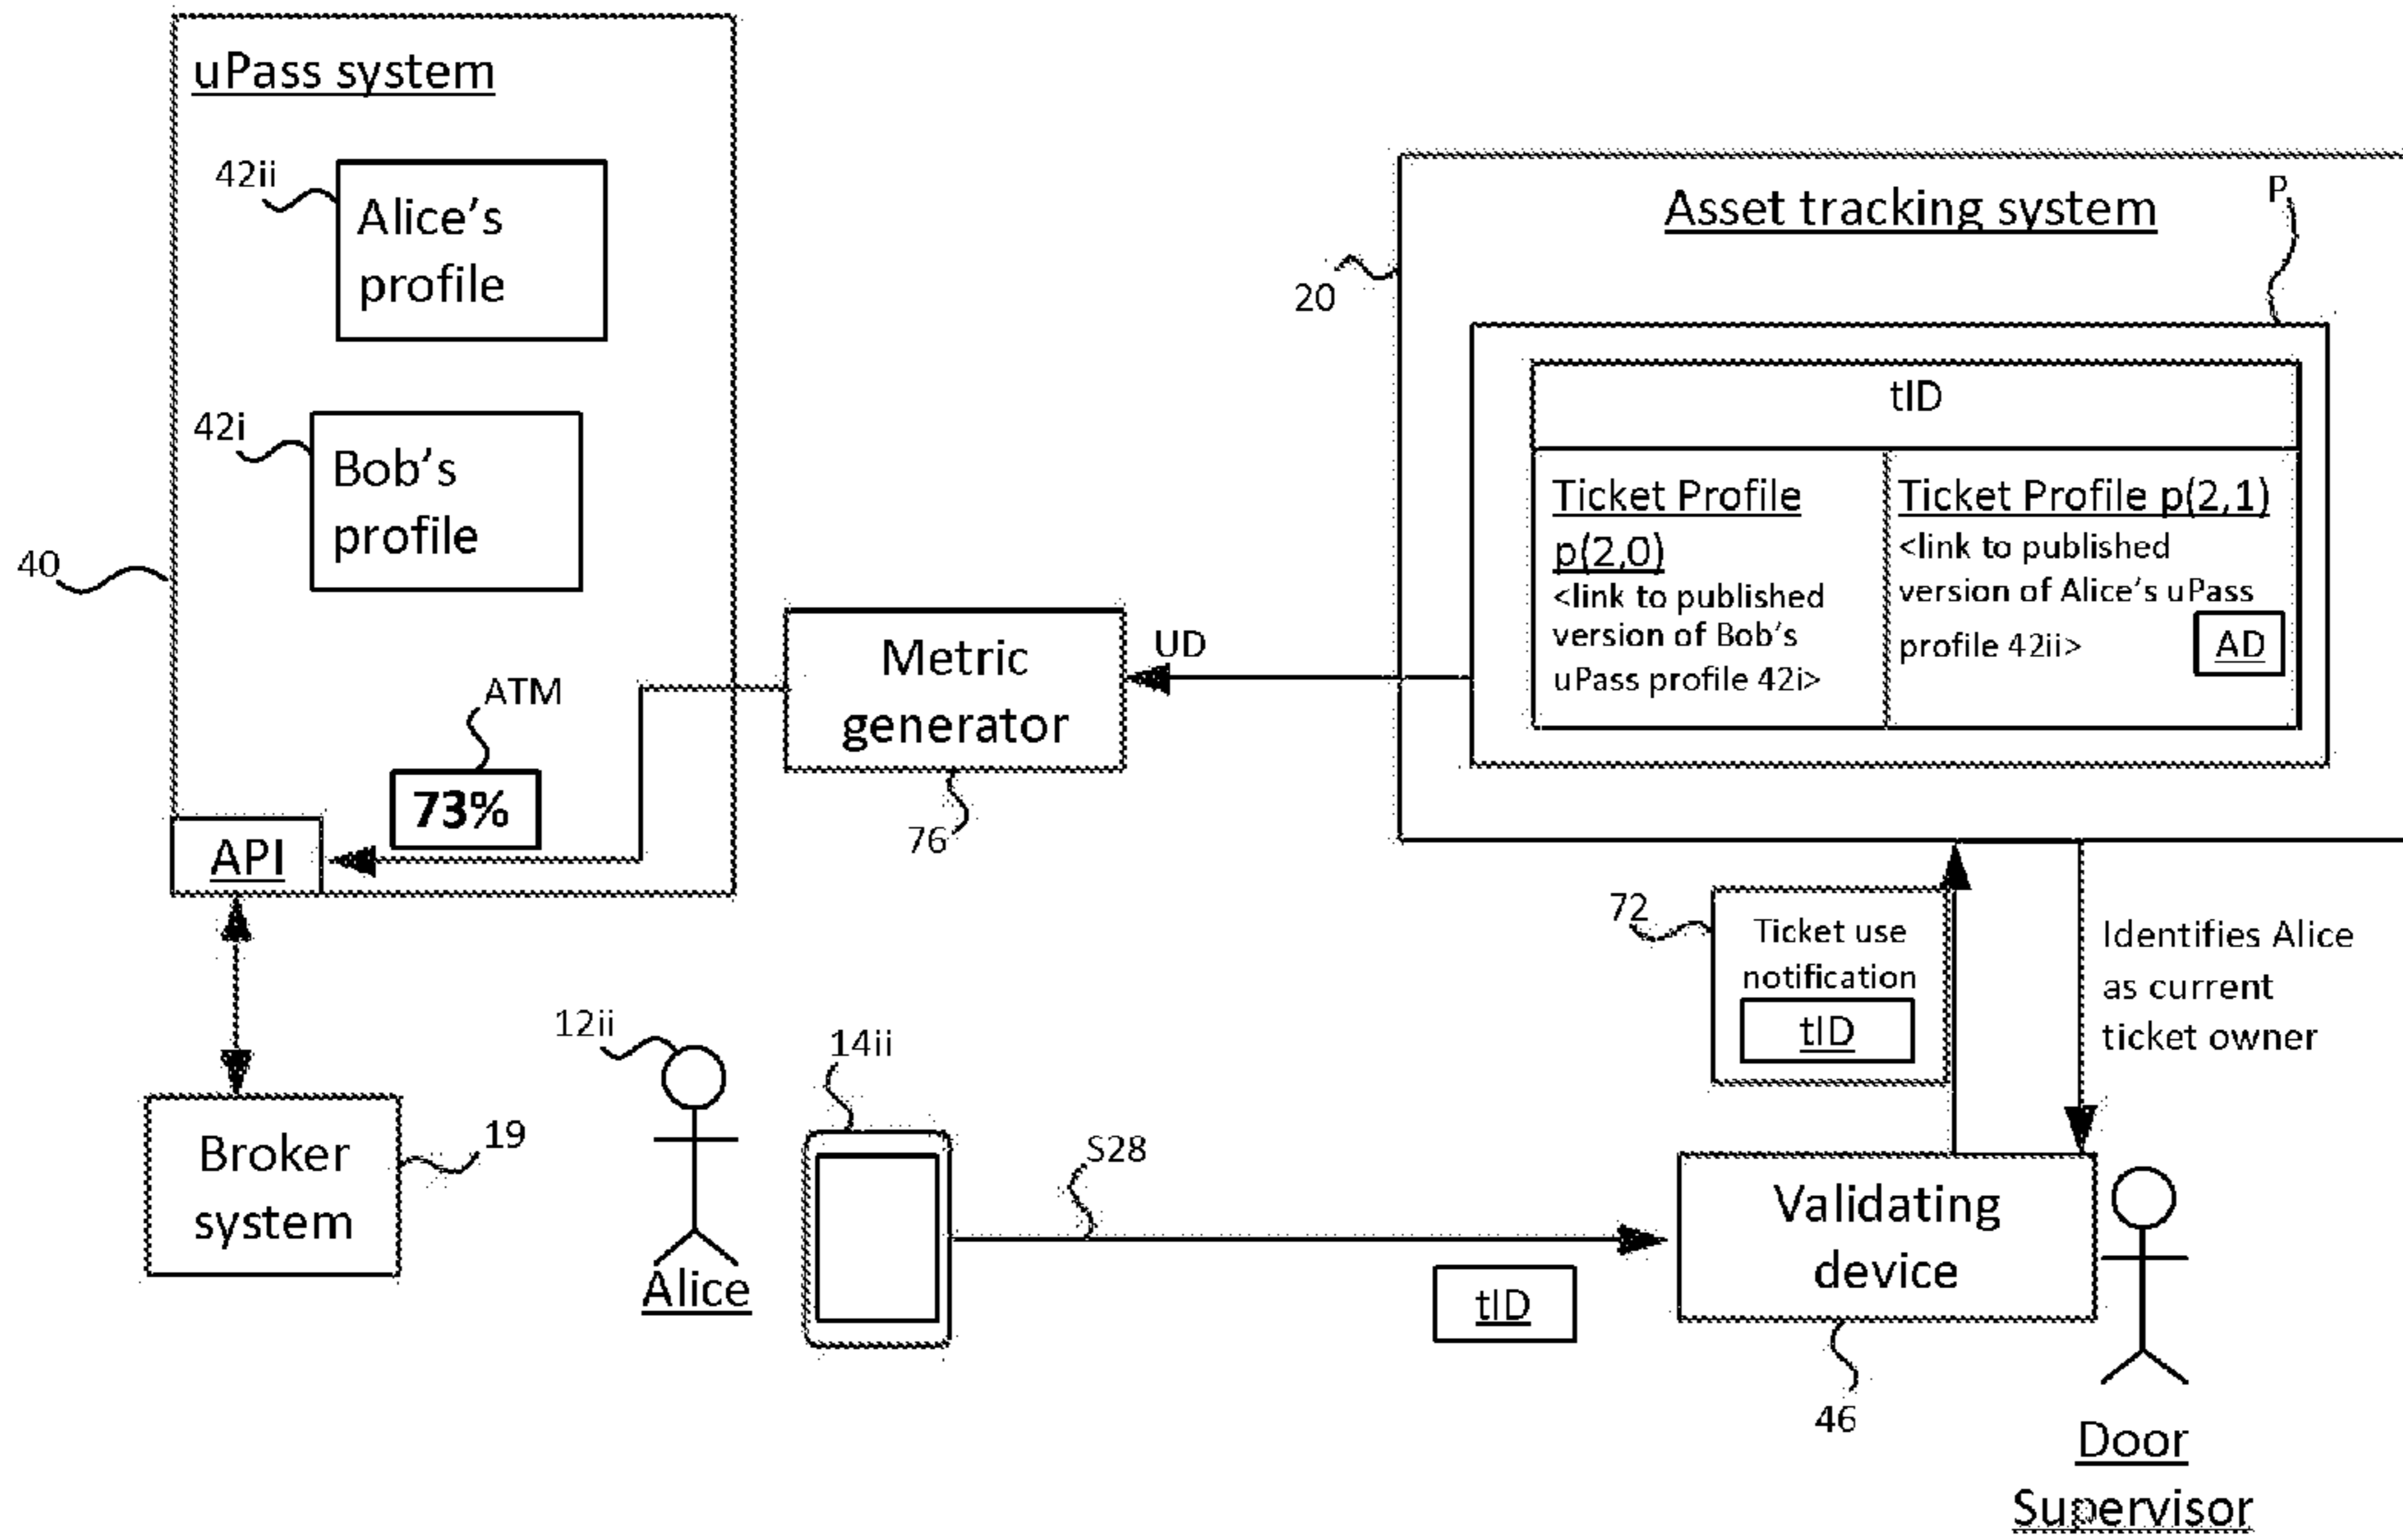 uPass system
42ii
Alice's
profile
42i
Bob's
profile
40
ATM
73%
API
Metric
generator
76
UD
Asset tracking system
P
20
tID
Ticket Profile
p(2,0)
<link to published
version of Bob's
uPass profile 42i>
Ticket Profile p(2,1)
<link to published
version of Alice's uPass
profile 42ii>
AD
72
Ticket use
notification
tID
Identifies Alice
as current
ticket owner
Broker
system
19
12ii
Alice
14ii
S28
tID
Validating
device
46
Door
Supervisor